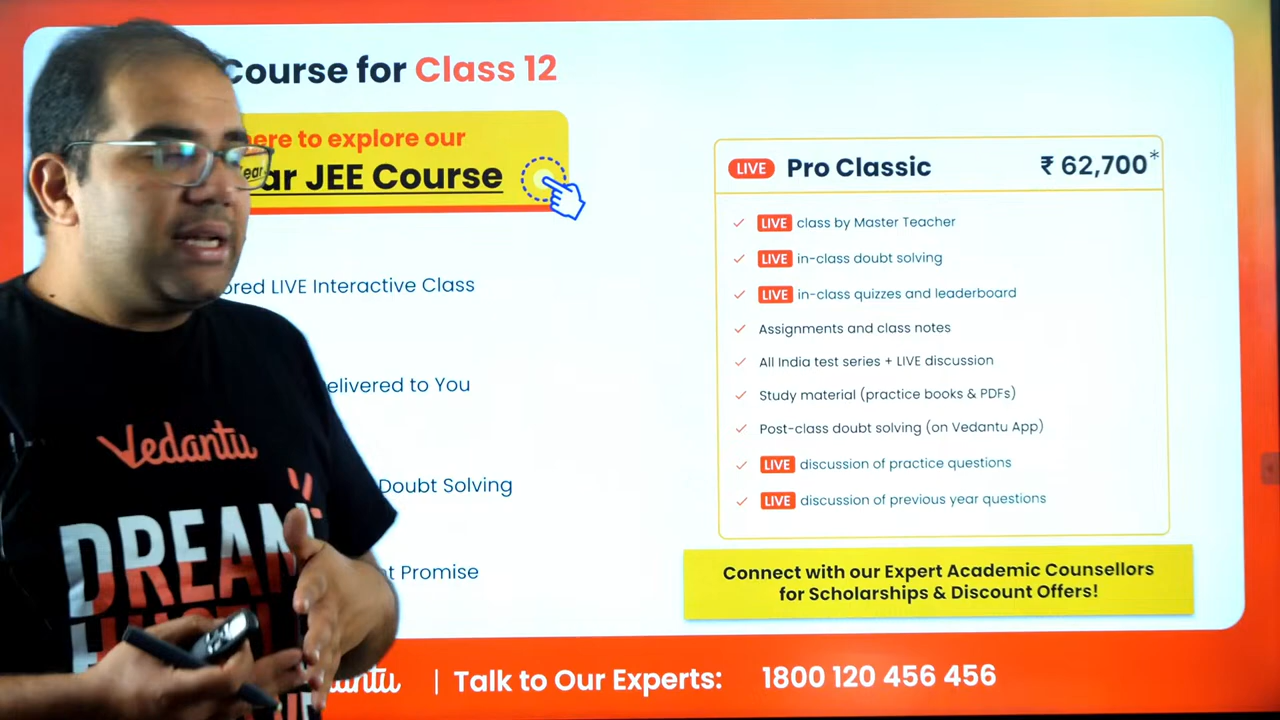 Course for Class 12
here to explore our
Year JEE Course
LIVE Interactive Class
elivered to You
Doubt Solving
Promise
LIVE Pro Classic ₹ 62,700*
LIVE class by Master Teacher
LIVE in-class doubt solving
LIVE in-class quizzes and leaderboard
Assignments and class notes
All India test series + LIVE discussion
Study material (practice books & PDFs)
Post-class doubt solving (on Vedantu App)
LIVE discussion of practice questions
LIVE discussion of previous year questions
Connect with our Expert Academic Counsellors
for Scholarships & Discount Offers!
Talk to Our Experts: 1800 120 456 456
Vedantu
DREAM